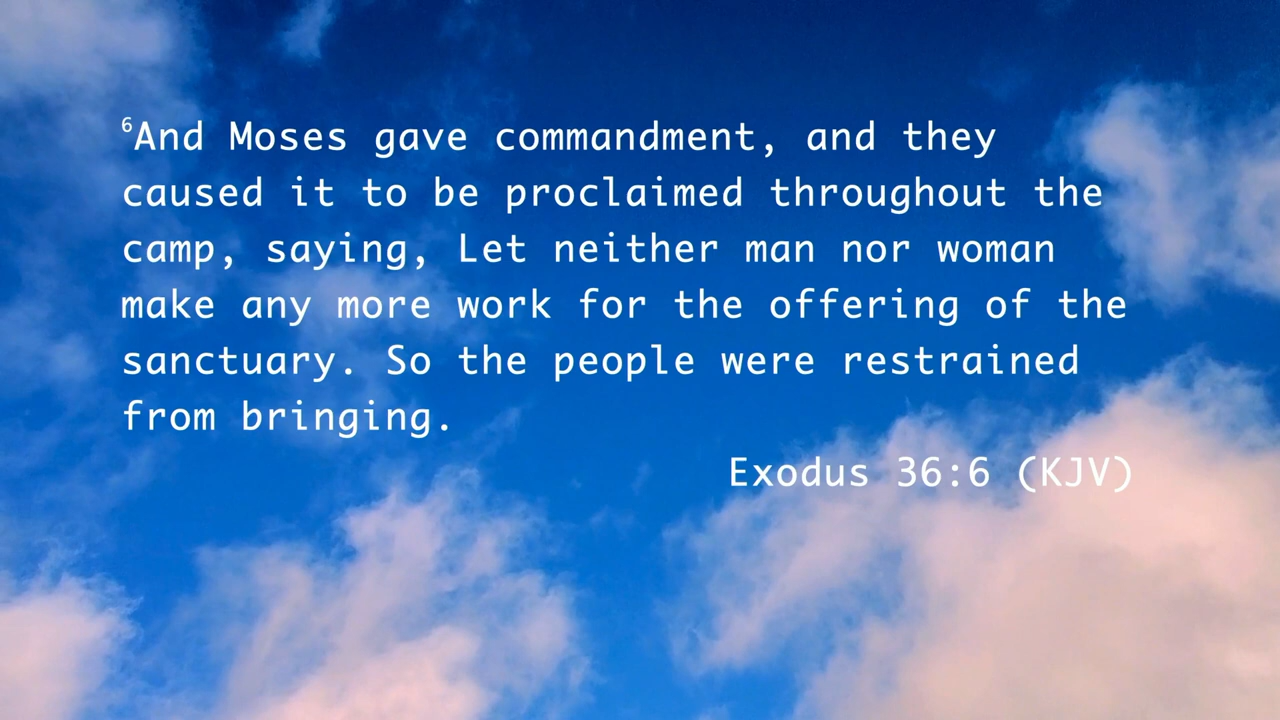 6And Moses gave commandment, and they
caused it to be proclaimed throughout the
camp, saying, Let neither man nor woman
make any more work for the offering of the
sanctuary. So the people were restrained
from bringing.
Exodus 36:6 (KJV)